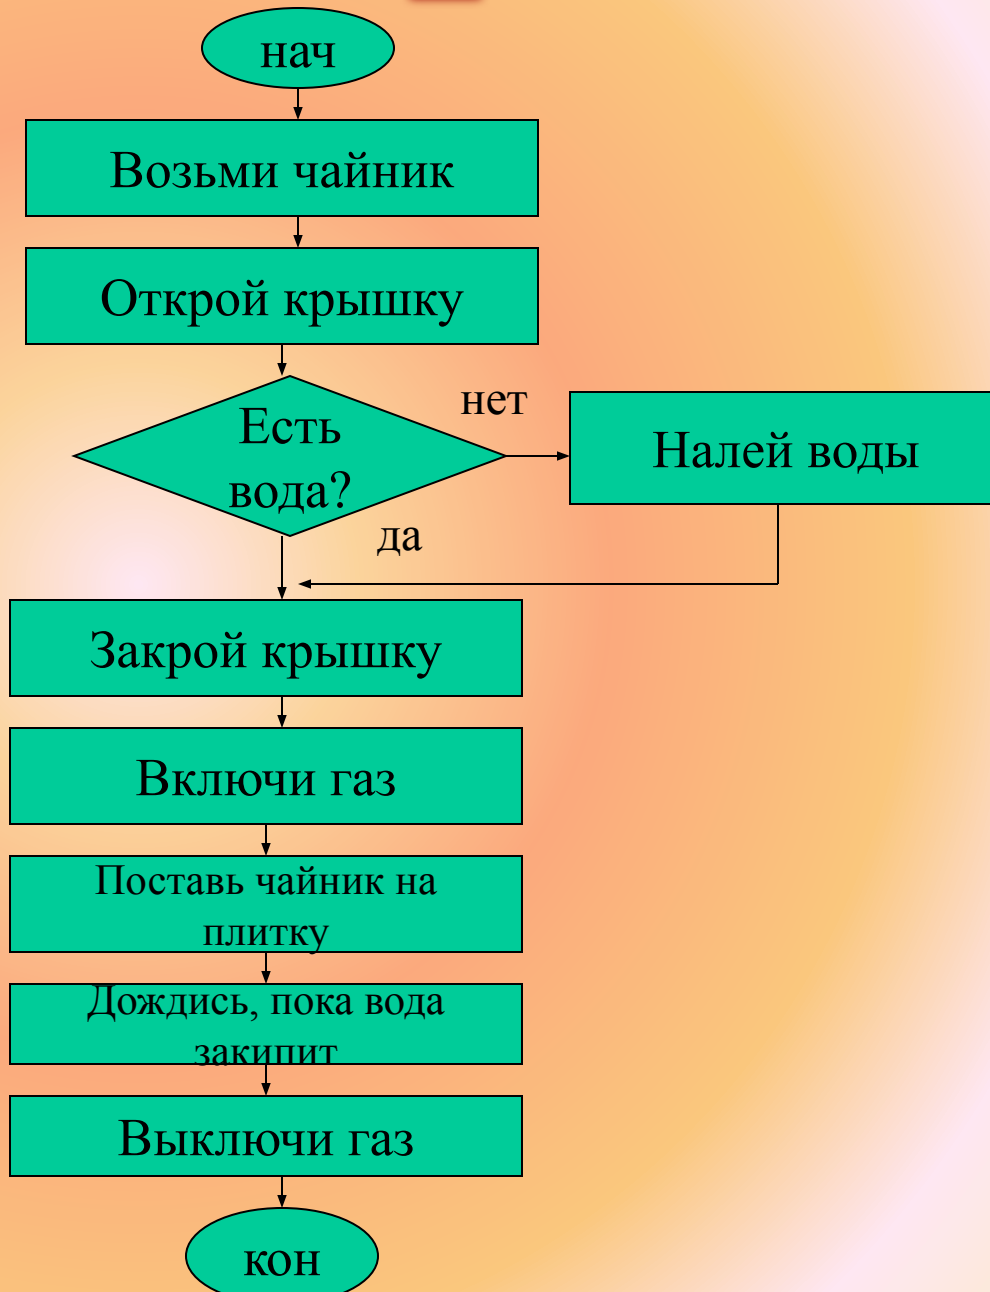 нач
Возьми чайник
Открой крышку
Есть
вода?
нет
Налей воды
да
Закрой крышку
Включи газ
Поставь чайник на
плитку
Дождись, пока вода
закипит
Выключи газ
кон